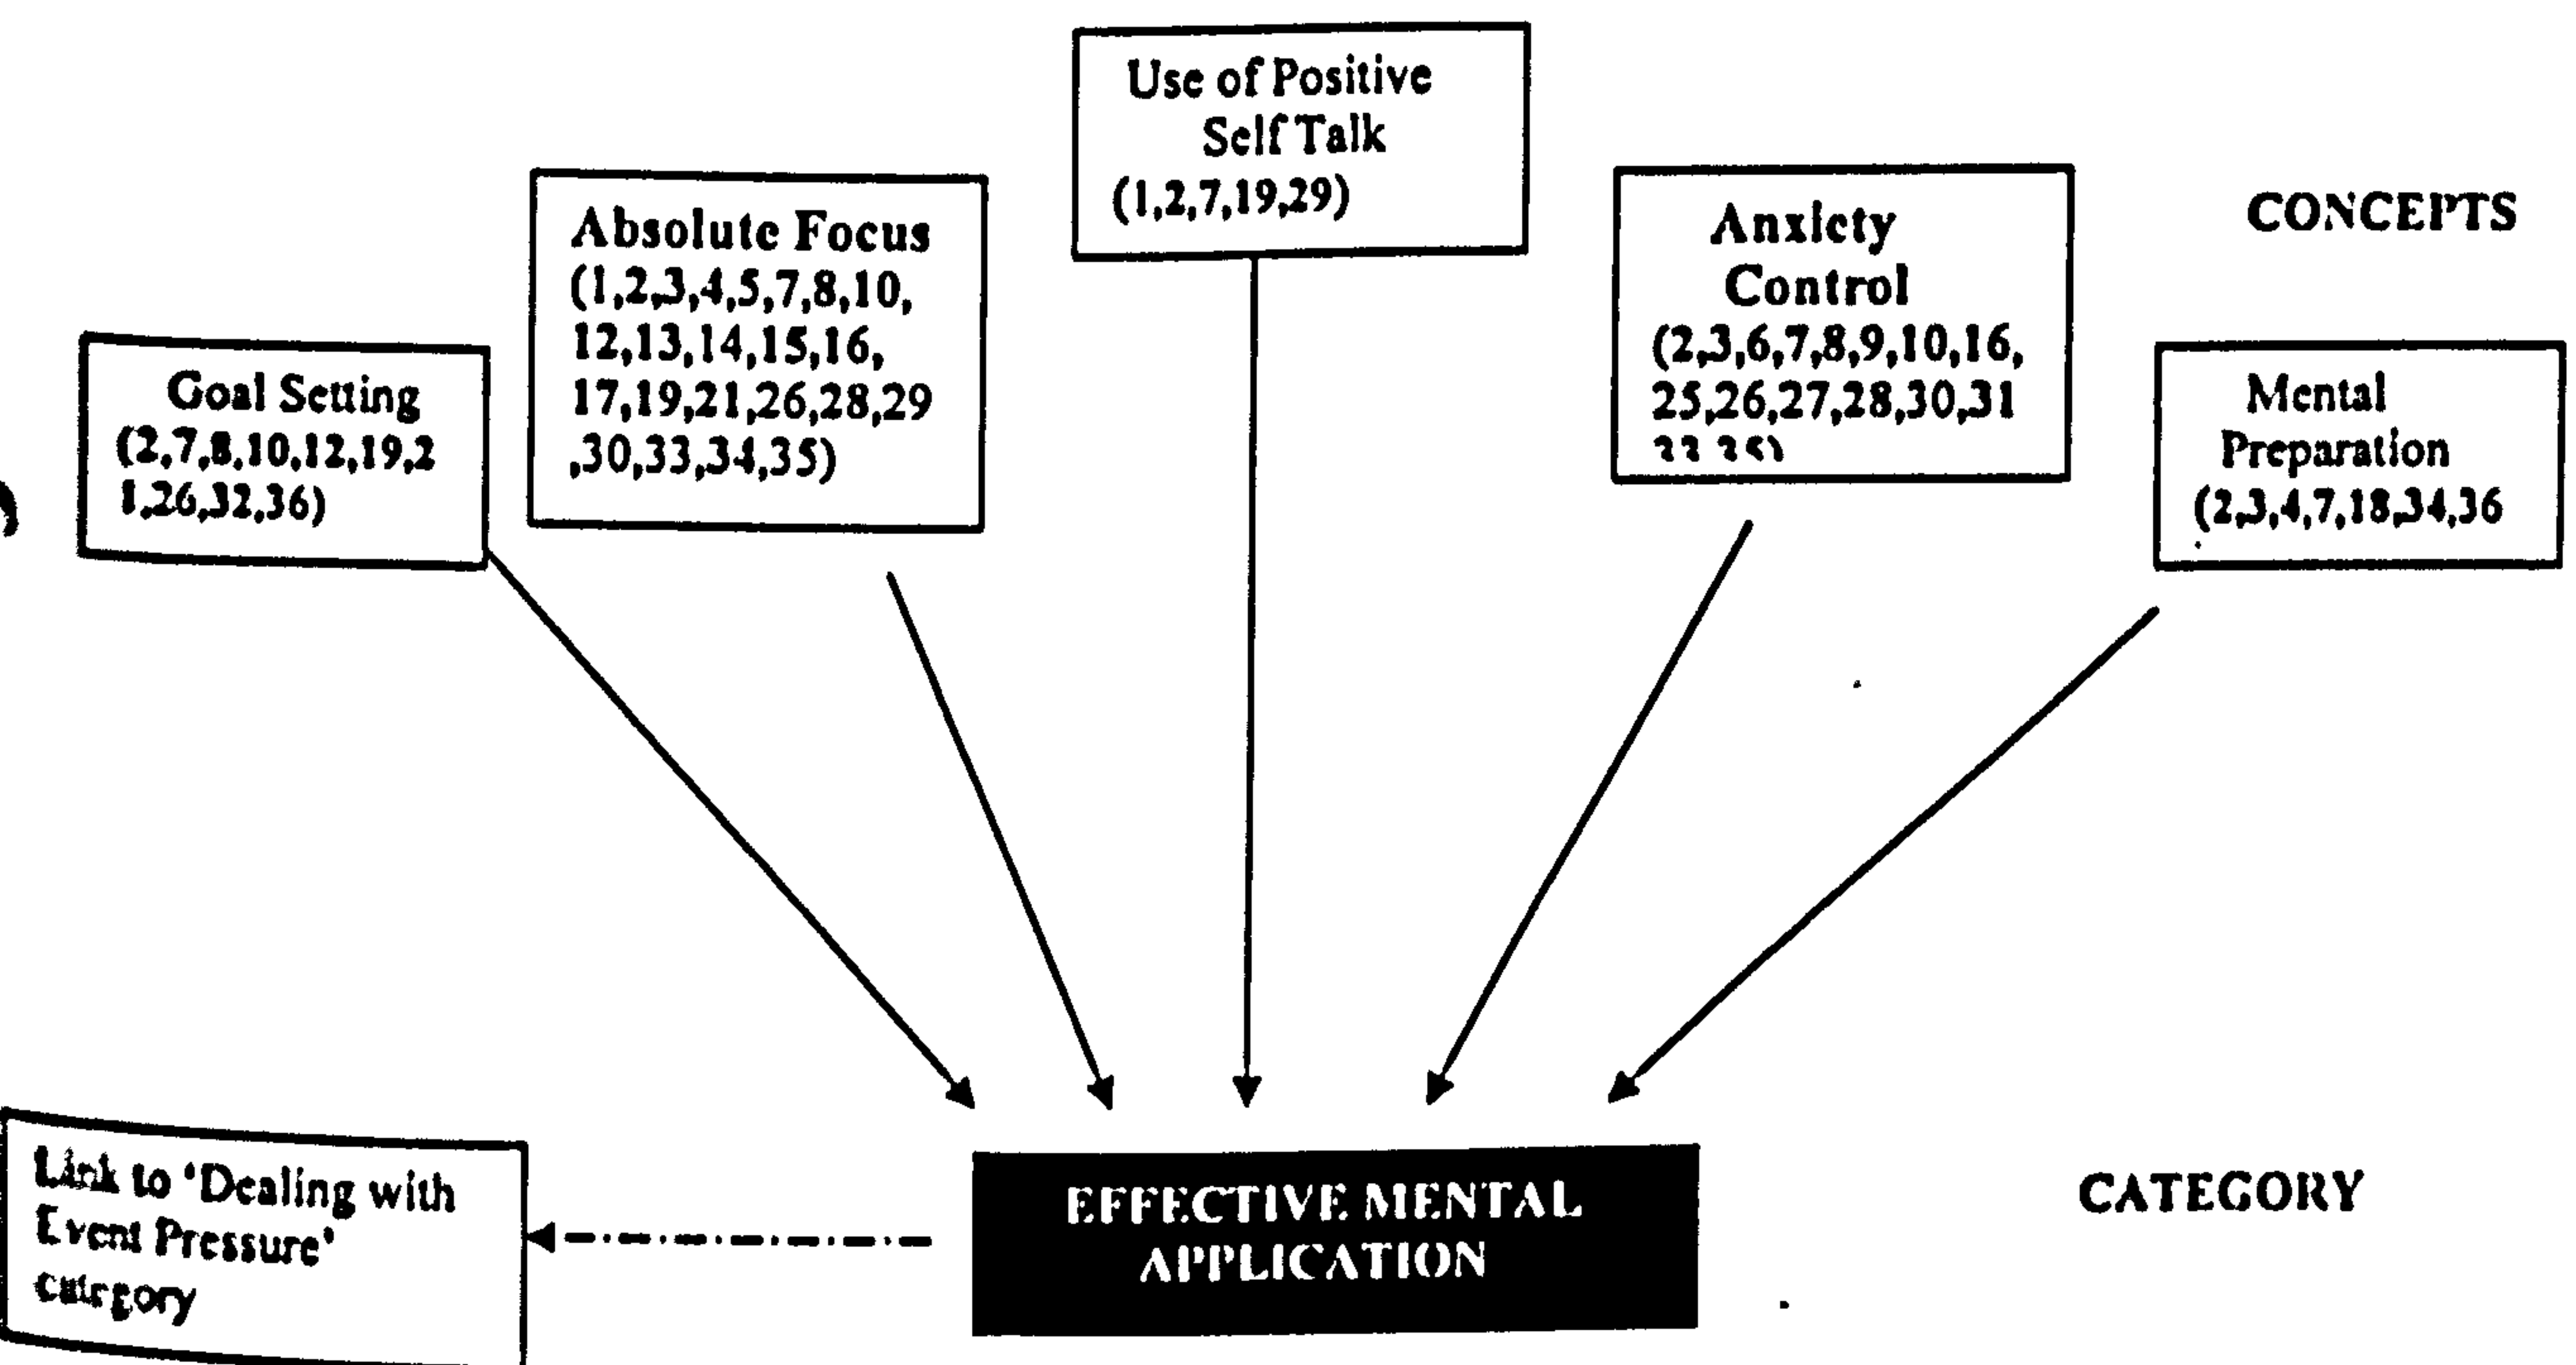 Use of Positive
Self Talk
(1,2,7,19,29)
Absolute Focus
(1,2,3,4,5,7,8,10,
12,13,14,15,16,
17,19,21,26,28,29
,30,33,34,35)
Anxiety
Control
(2,3,6,7,8,9,10,16,
25,26,27,28,30,31
CONCEPTS
Goal Setting
(2,7,8,10,12,19,2
1,26,32,36)
Mental
Preparation
(2,3,4,7,18,34,36
Link to ‘Dealing with
Event Pressure’
category
EFFECTIVE MENTAL
APPLICATION
CATEGORY